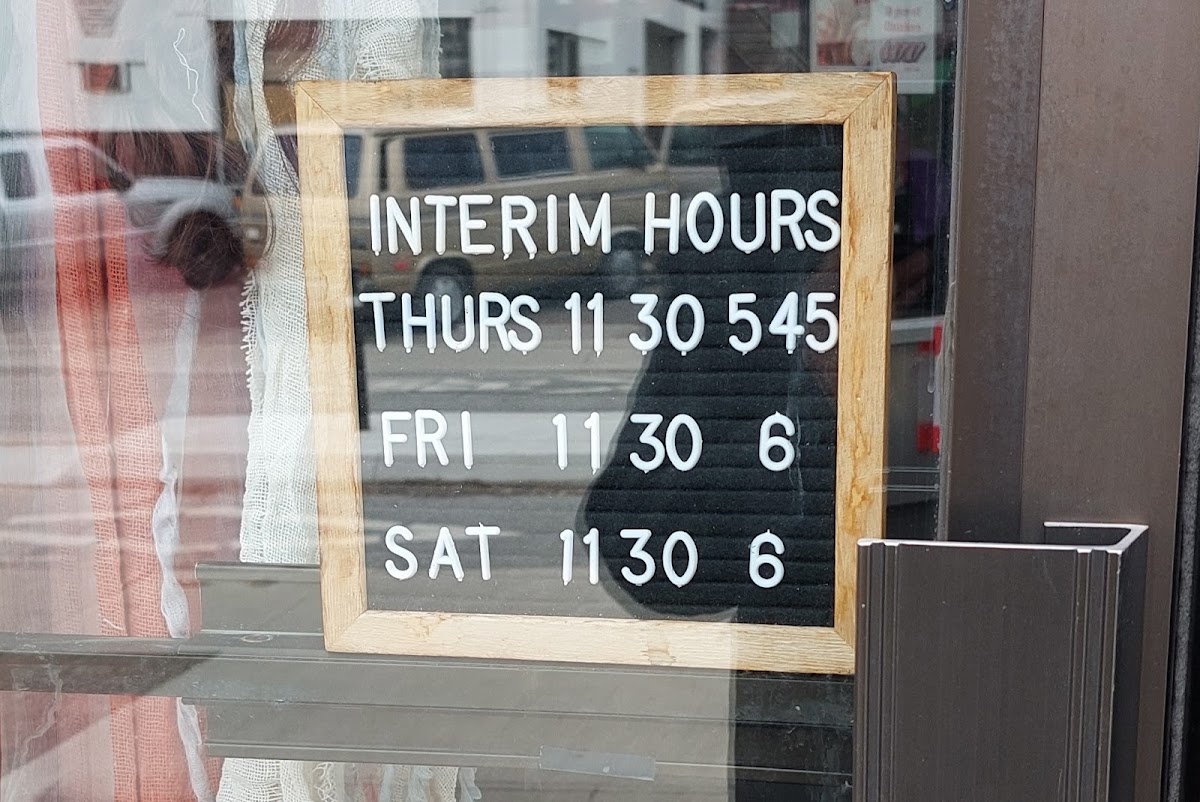 INTERIM HOURS
THURS 11 30 545
FRI 11 30 6
SAT 11 30 6